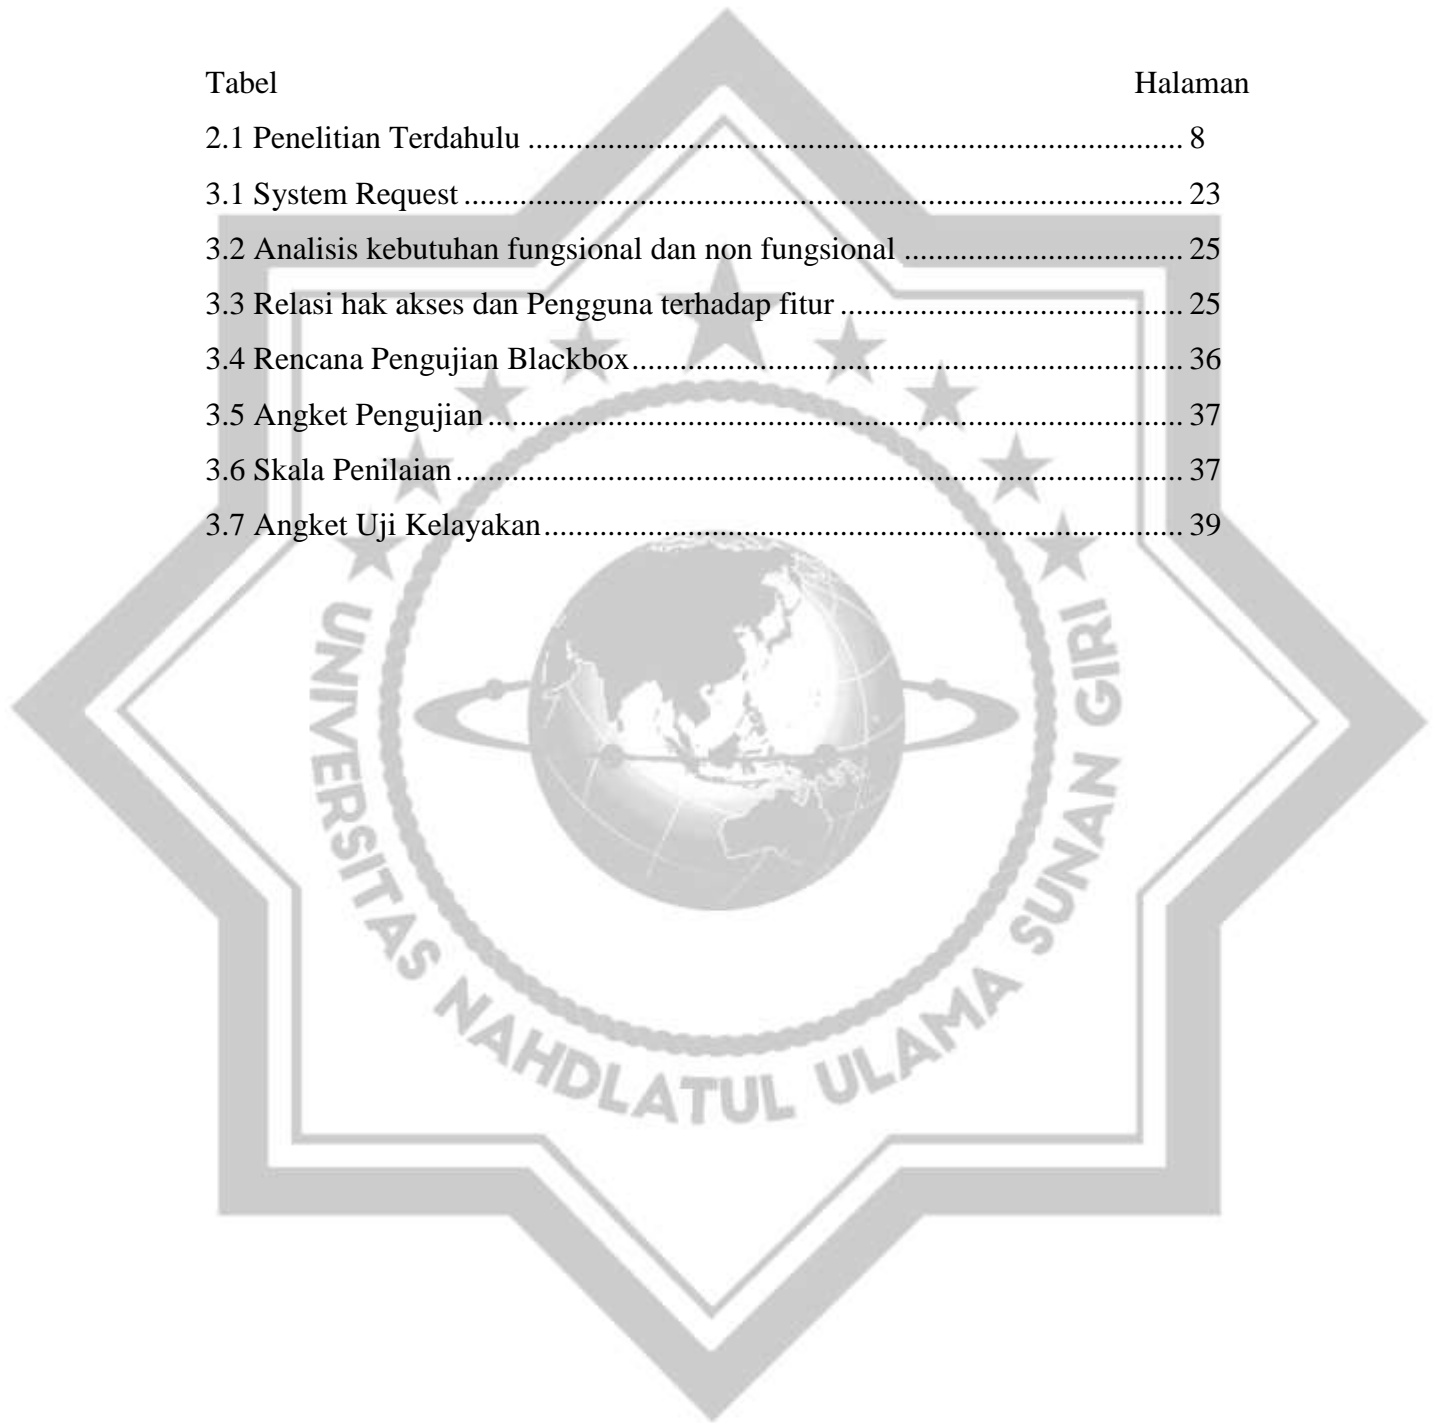 Tabel Halaman
2.1 Penelitian Terdahulu ................................................................................. 8
3.1 System Request ......................................................................................... 23
3.2 Analisis kebutuhan fungsional dan non fungsional .................................. 25
3.3 Relasi hak akses dan Pengguna terhadap fitur .......................................... 25
3.4 Rencana Pengujian Blackbox.................................................................... 36
3.5 Angket Pengujian...................................................................................... 37
3.6 Skala Penilaian.......................................................................................... 37
3.7 Angket Uji Kelayakan............................................................................... 39
UNIVERSITAS NAHDLATUL ULAMA SUNAN GIRI